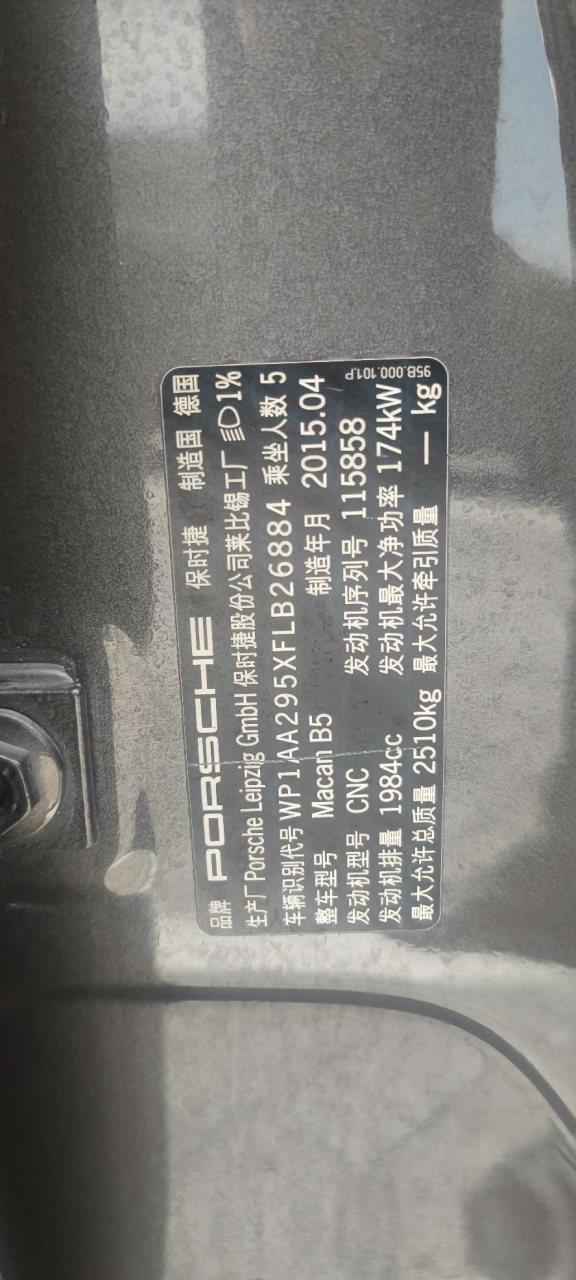 品牌 PORSCHE 保时捷 制造国 德国
生产厂 Porsche Leipzig GmbH 保时捷股份公司莱比锡工厂 1%
车辆识别代号 WP1AA295XFLB26884 乘坐人数 5
整车型号 Macan B5 制造年月 2015.04
发动机型号 CNC 发动机序列号 115858
发动机排量 1984cc 发动机最大净功率 174kW
最大允许总质量 2510kg 最大允许牵引质量 — kg
95B.000.101.P